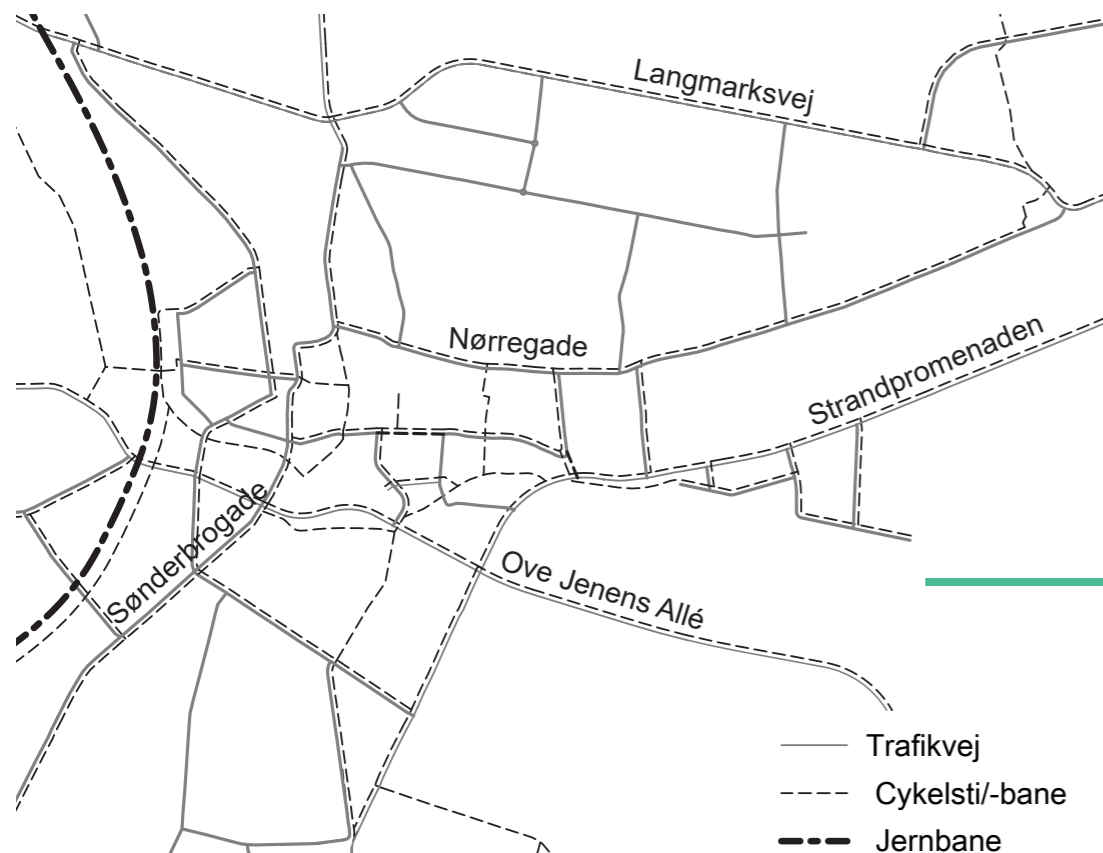 Langmarksvej
Nørregade
Strandpromenaden
Sønderbrogade
Ove Jenens Allé
Trafikvej
Cykelsti/-bane
Jernbane